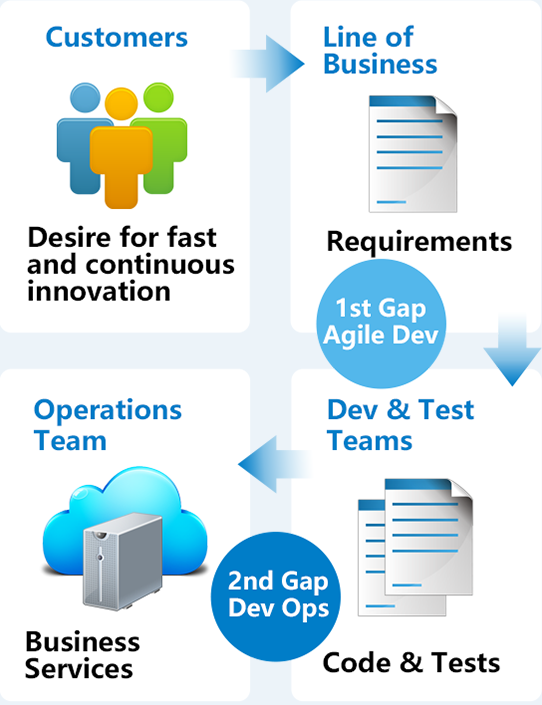 Customers
Desire for fast
and continuous
innovation
Line of
Business
Requirements
1st Gap
Agile Dev
Dev & Test
Teams
Code & Tests
2nd Gap
Dev Ops
Operations
Team
Business
Services